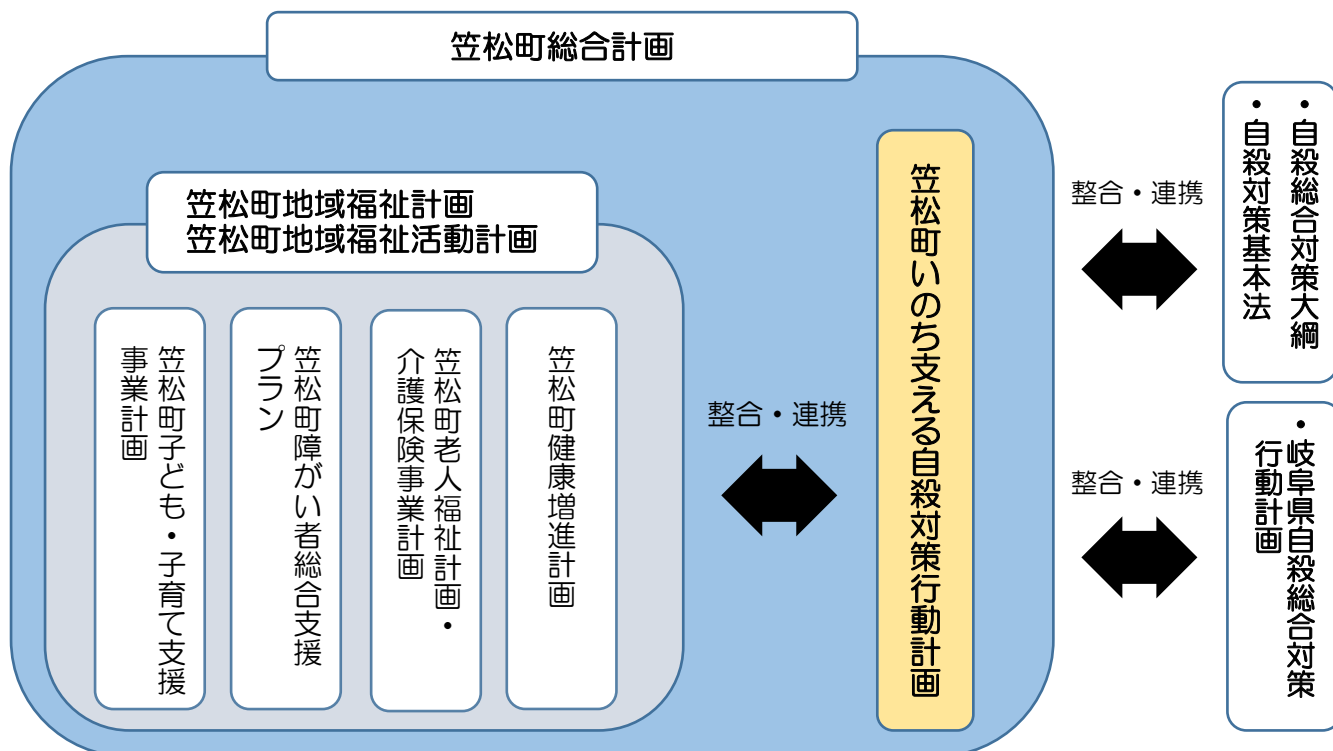 笠松町総合計画
笠松町地域福祉計画
笠松町地域福祉活動計画
笠松町子ども・子育て支援
事業計画
笠松町障がい者総合支援
プラン
笠松町老人福祉計画・
介護保険事業計画
笠松町健康増進計画
整合・連携
笠松町いのち支える自殺対策行動計画
整合・連携
・自殺総合対策大綱
・自殺対策基本法
整合・連携
・岐阜県自殺総合対策
行動計画